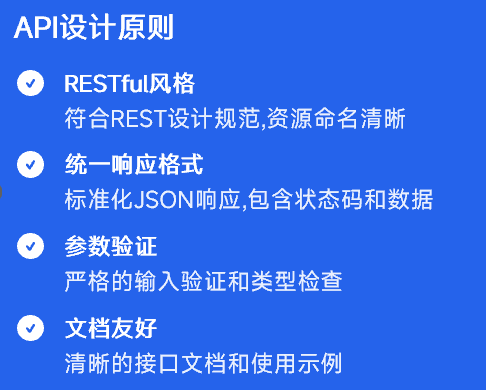 API设计原则
RESTful风格
符合REST设计规范,资源命名清晰
统一响应格式
标准化JSON响应,包含状态码和数据
参数验证
严格的输入验证和类型检查
文档友好
清晰的接口文档和使用示例